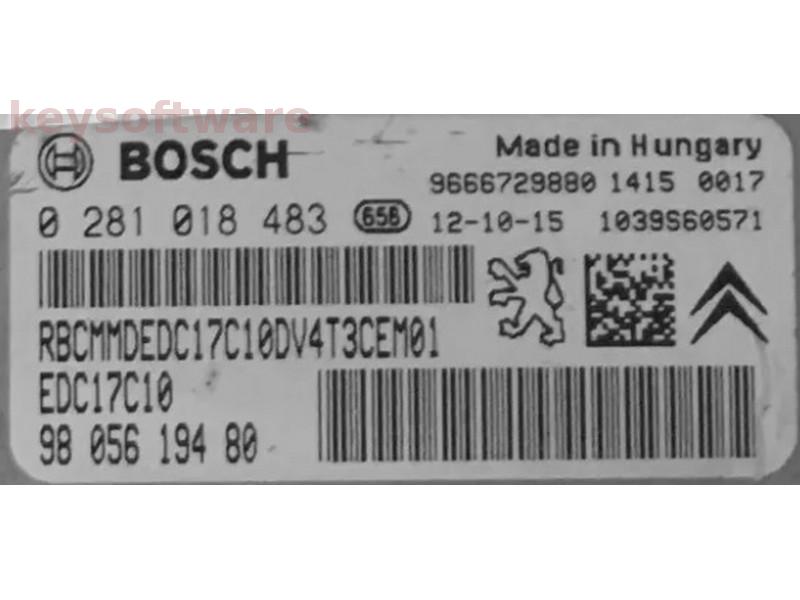 keysoftware
BOSCH
Made in Hungary
9666729880 1415 0017
0 281 018 483 656 12-10-15 1039S60571
RBCMMDEDC17C10DV4T3CEM01
EDC17C10
98 056 194 80